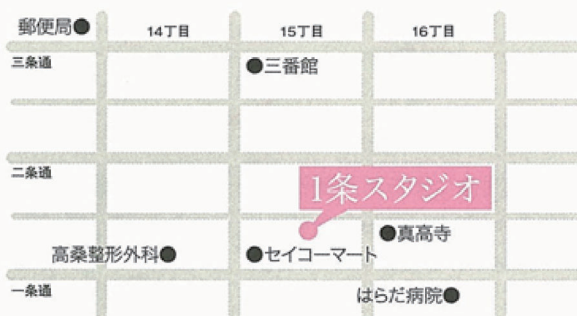 郵便局
14丁目
15丁目
16丁目
三条通
三番館
二条通
1条スタジオ
真高寺
高桑整形外科
セイコーマート
一条通
はらだ病院